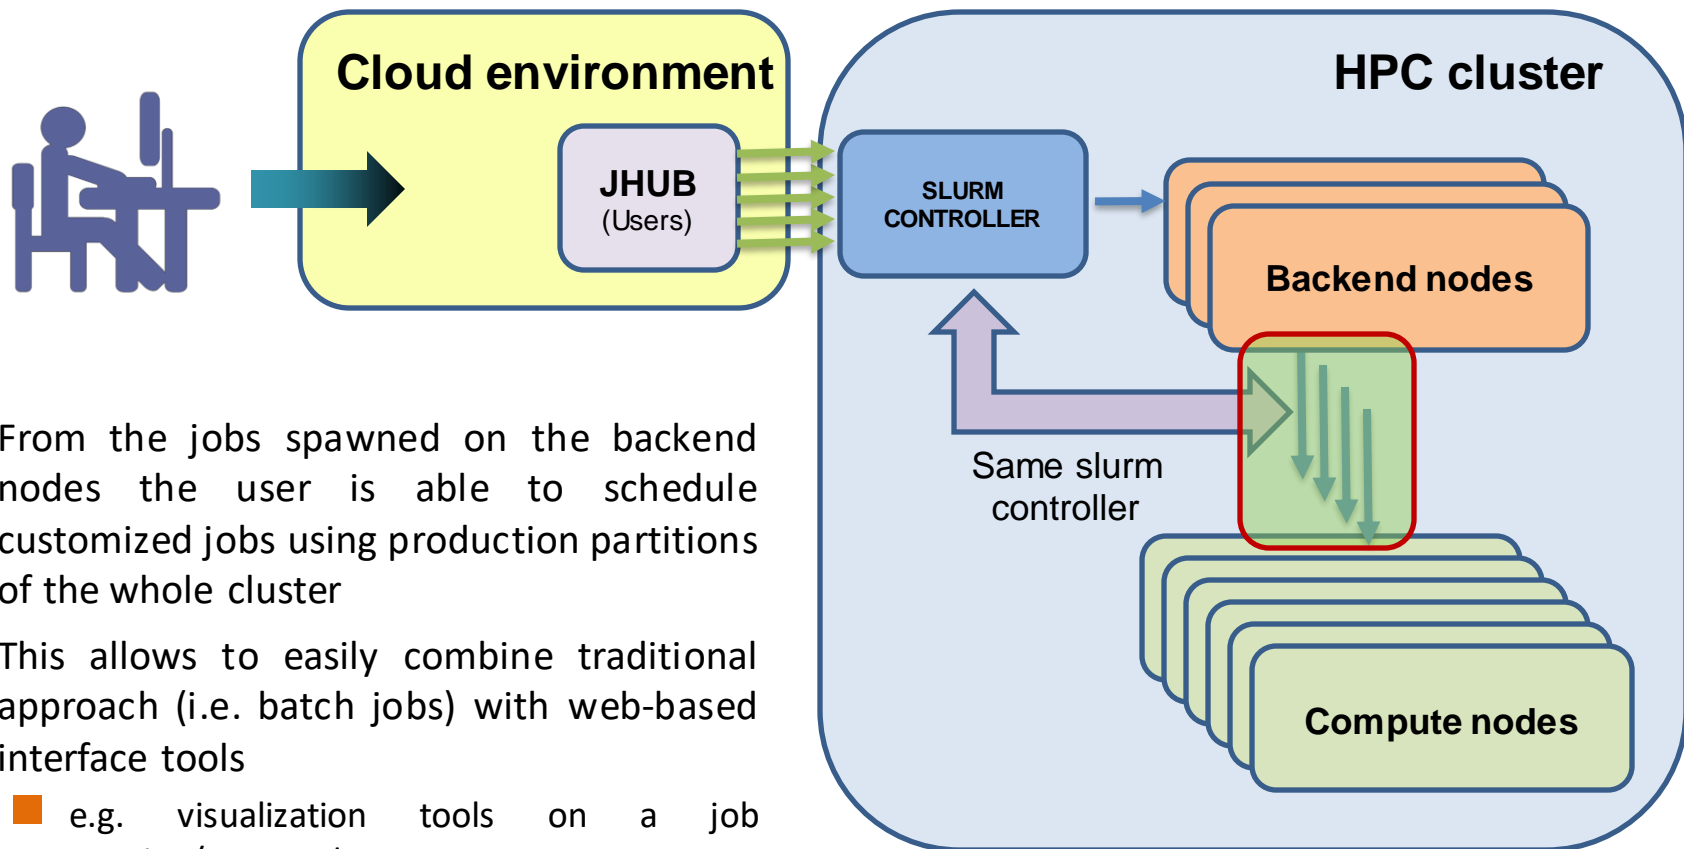 Cloud environment
HPC cluster
JHUB
(Users)
SLURM
CONTROLLER
Backend nodes
Same slurm
controller
Compute nodes
From the jobs spawned on the backend
nodes the user is able to schedule
customized jobs using production partitions
of the whole cluster
This allows to easily combine traditional
approach (i.e. batch jobs) with web-based
interface tools
e.g. visualization tools on a job